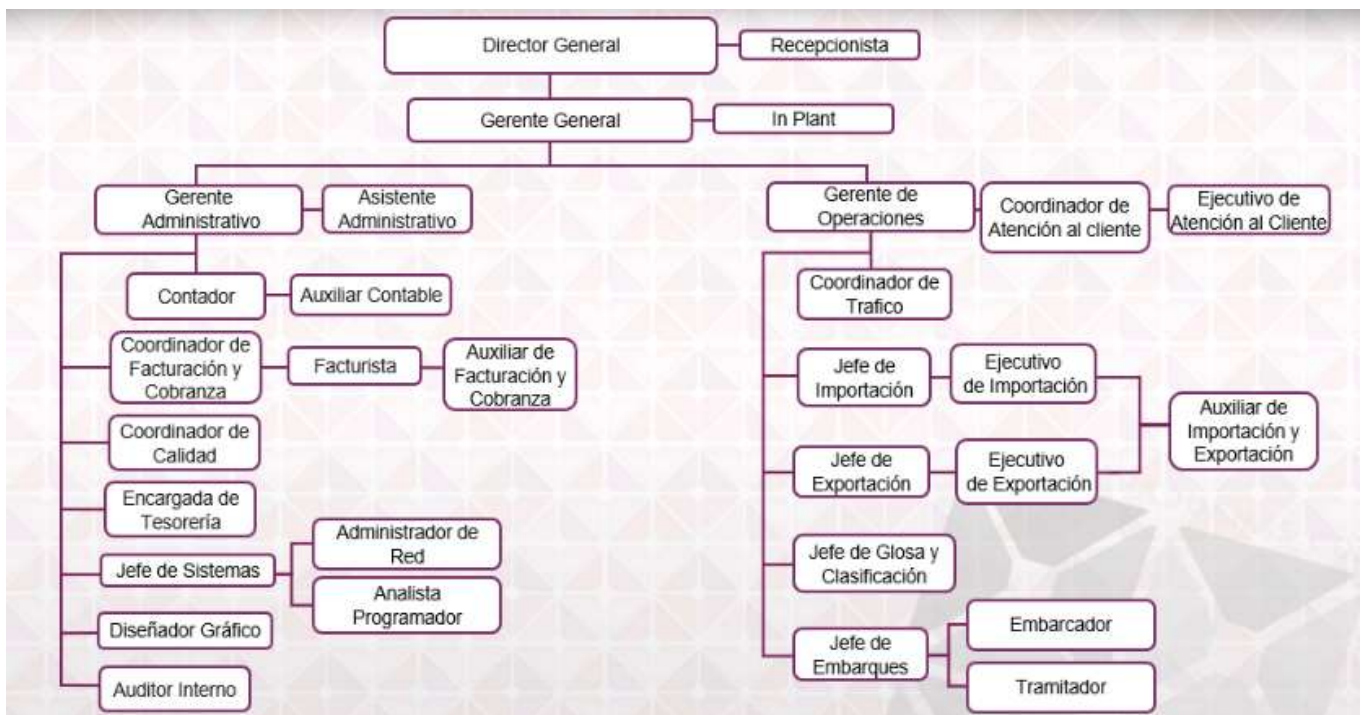 Director General
Recepcionista
Gerente General
In Plant
Gerente
Administrativo
Asistente
Administrativo
Gerente de
Operaciones
Coordinador de
Atención al cliente
Ejecutivo de
Atención al Cliente
Contador
Auxiliar Contable
Coordinador de
Trafico
Coordinador de
Facturación y
Cobranza
Facturista
Auxiliar de
Facturación y
Cobranza
Jefe de
Importación
Ejecutivo
de Importación
Auxiliar de
Importación y
Exportación
Coordinador de
Calidad
Jefe de
Exportación
Ejecutivo
de Exportación
Encargada de
Tesorería
Administrador de
Red
Jefe de Sistemas
Analista
Programador
Jefe de Glosa y
Clasificación
Diseñador Gráfico
Jefe de
Embarques
Embarcador
Tramitador
Auditor Interno